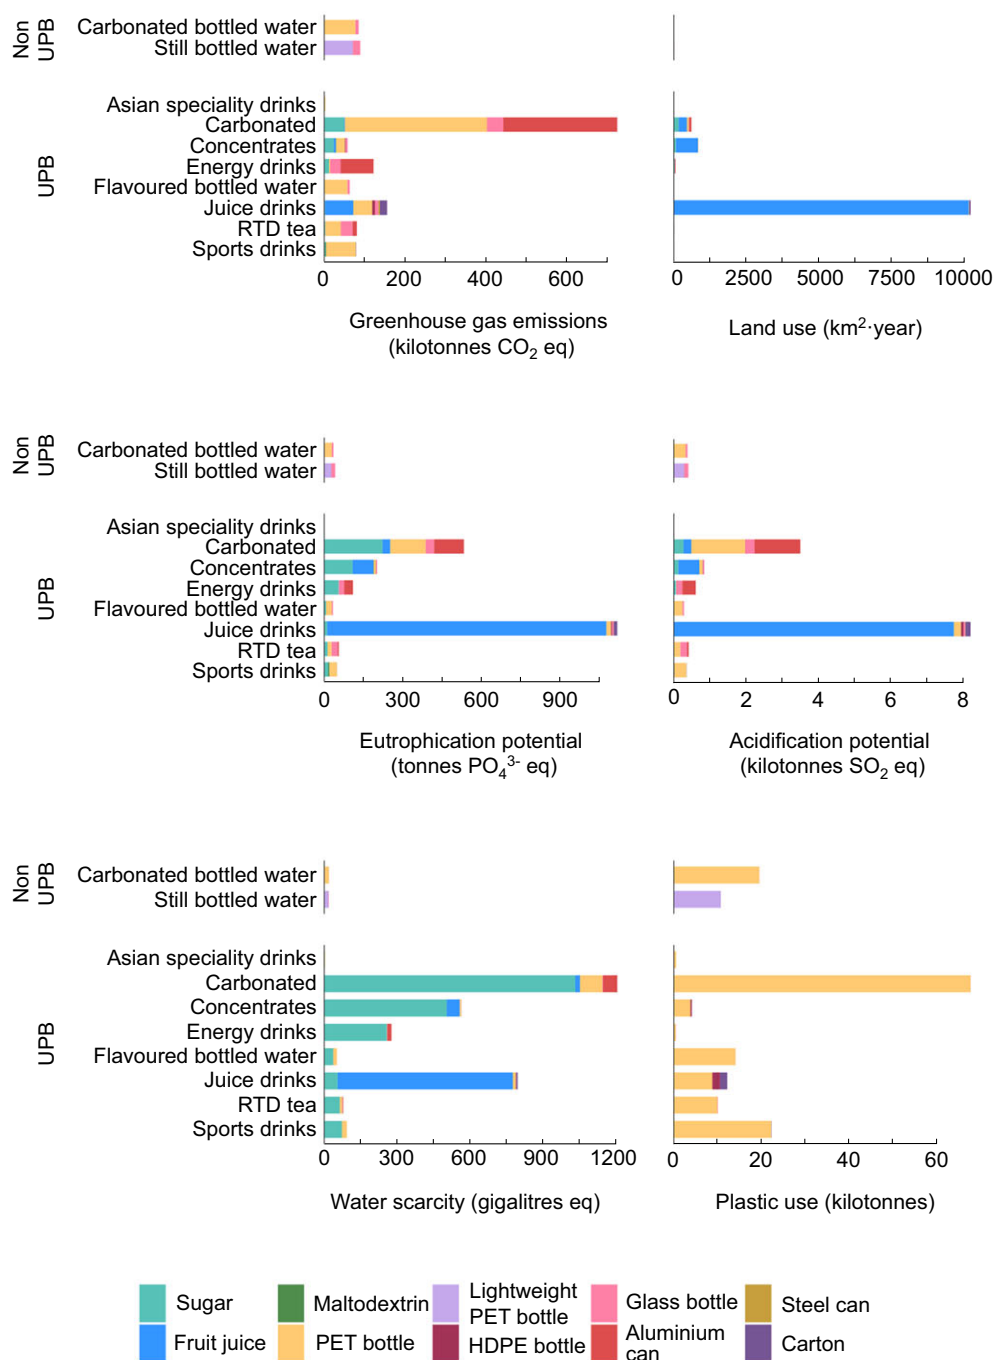 Non
UPB
Carbonated bottled water
Still bottled water
UPB
Asian speciality drinks
Carbonated
Concentrates
Energy drinks
Flavoured bottled water
Juice drinks
RTD tea
Sports drinks
0 200 400 600
Greenhouse gas emissions
(kilotonnes CO₂ eq)
0 2500 5000 7500 10000
Land use (km²·year)
Non
UPB
Carbonated bottled water
Still bottled water
UPB
Asian speciality drinks
Carbonated
Concentrates
Energy drinks
Flavoured bottled water
Juice drinks
RTD tea
Sports drinks
0 300 600 900
Eutrophication potential
(tonnes PO₄³⁻ eq)
0 2 4 6 8
Acidification potential
(kilotonnes SO₂ eq)
Non
UPB
Carbonated bottled water
Still bottled water
UPB
Asian speciality drinks
Carbonated
Concentrates
Energy drinks
Flavoured bottled water
Juice drinks
RTD tea
Sports drinks
0 600 900 1200
Water scarcity (gigalitres eq)
0 20 40 60
Plastic use (kilotonnes)
Sugar
Fruit juice
Maltodextrin
PET bottle
Lightweight
PET bottle
HDPE bottle
Glass bottle
Aluminium
can
Steel can
Carton